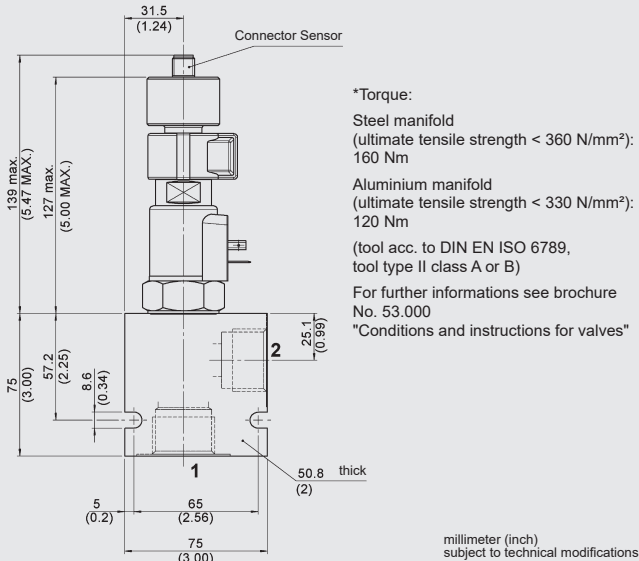 31.5
(1.24)
Connector Sensor
139 max.
(5.47 MAX.)
127 max.
(5.00 MAX.)
*Torque:
Steel manifold
(ultimate tensile strength < 360 N/mm²):
160 Nm
Aluminium manifold
(ultimate tensile strength < 330 N/mm²):
120 Nm
(tool acc. to DIN EN ISO 6789,
tool type II class A or B)
For further informations see brochure
No. 53.000
"Conditions and instructions for valves"
75
(3.00)
57.2
(2.25)
8.6
(0.34)
25.1
(0.99)
2
1
50.8 thick
(2)
5
(0.2)
65
(2.56)
75
(3.00)
millimeter (inch)
subject to technical modifications